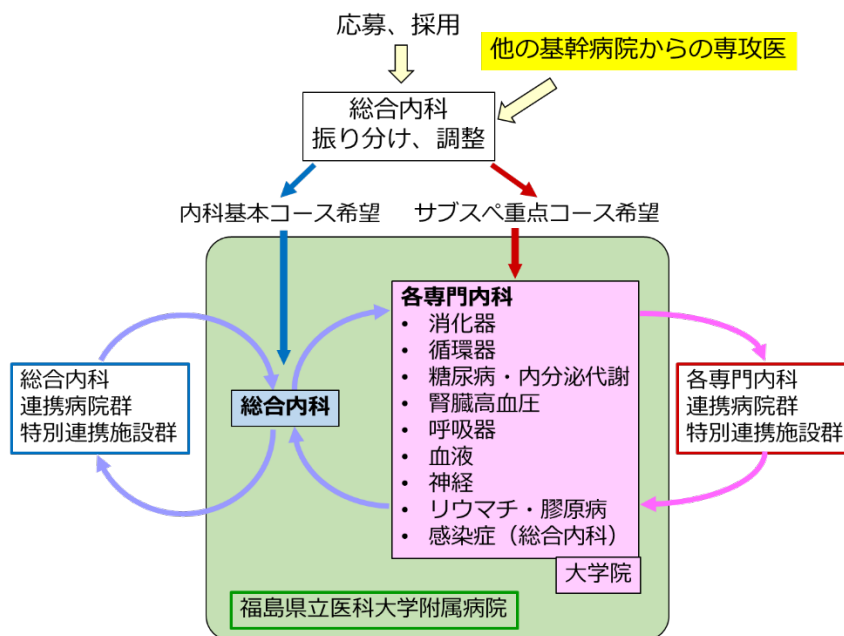 応募、採用
他の基幹病院からの専攻医
総合内科
振り分け、調整
内科基本コース希望
サブスペ重点コース希望
各専門内科
• 消化器
• 循環器
• 糖尿病・内分泌代謝
• 腎臓高血圧
• 呼吸器
• 血液
• 神経
• リウマチ・膠原病
• 感染症（総合内科）
総合内科
連携病院群
特別連携施設群
総合内科
各専門内科
連携病院群
特別連携施設群
大学院
福島県立医科大学附属病院